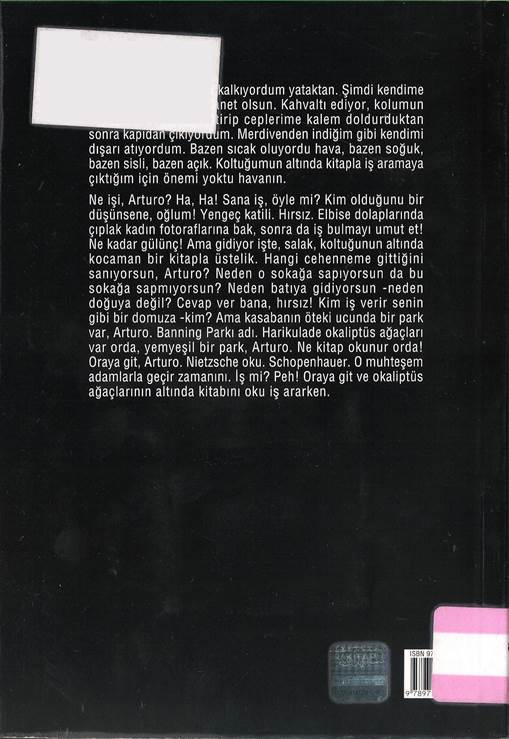 kalkıyordum yataktan. Şimdi kendime
anet olsun. Kahvaltı ediyor, kolumun
tirip ceplerime kalem doldurduktan
sonra kapıdan çıkıyordum. Merdivenden indiğim gibi kendimi
dışarı atıyordum. Bazen sıcak oluyordu hava, bazen soğuk,
bazen sisli, bazen açık. Koltuğumun altında kitapla iş aramaya
çıktığım için önemi yoktu havanın.
Ne işi, Arturo? Ha, Ha! Sana iş, öyle mi? Kim olduğunu bir
düşünsene, oğlum! Yengeç katili. Hırsız. Elbise dolaplarında
çıplak kadın fotoraflarına bak, sonra da iş bulmayı umut et!
Ne kadar gülünç! Ama gidiyor işte, salak, koltuğunun altında
kocaman bir kitapla üstelik. Hangi cehenneme gittiğini
sanıyorsun, Arturo? Neden o sokağa sapıyorsun da bu
sokağa sapmıyorsun? Neden batıya gidiyorsun -neden
doğuya değil? Cevap ver bana, hırsız! Kim iş verir senin
gibi bir domuza -kim? Ama kasabanın öteki ucunda bir park
var, Arturo. Banning Parkı adı. Harikulade okaliptüs ağaçları
var orda, yemyeşil bir park, Arturo. Ne kitap okunur orda!
Oraya git, Arturo. Nietzsche oku. Schopenhauer. O muhteşem
adamlarla geçir zamanını. İş mi? Peh! Oraya git ve okaliptüs
ağaçlarının altında kitabını oku iş ararken.
ISBN 97
9 7897